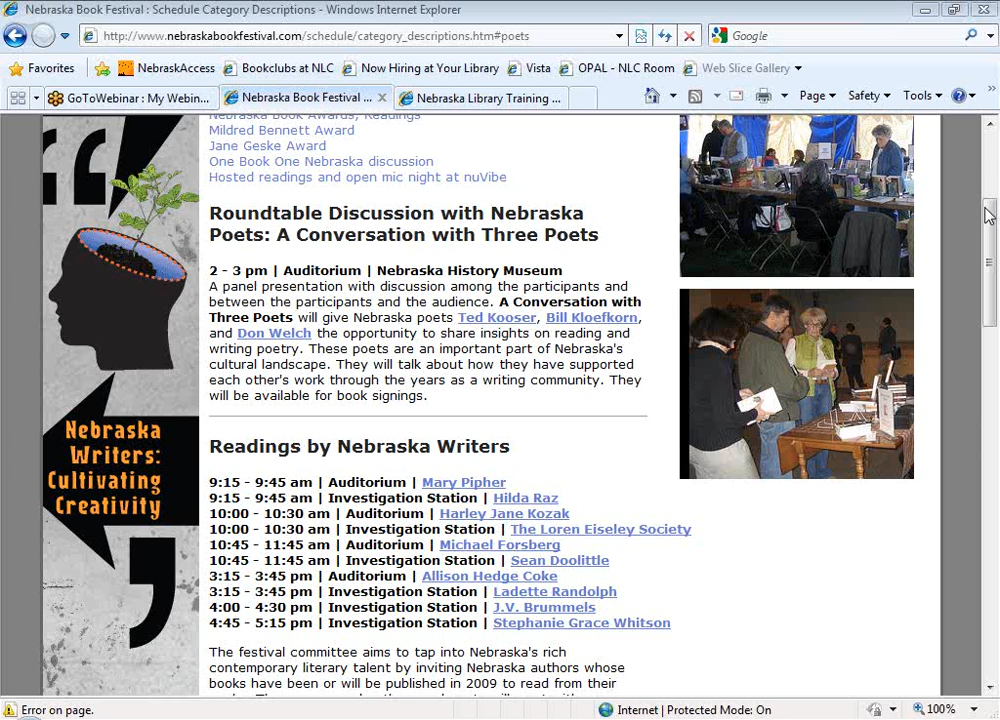 Nebraska Book Festival : Schedule Category Descriptions - Windows Internet Explorer
http://www.nebraskabookfestival.com/schedule/category_descriptions.htm#poets
Google
Favorites
NebraskAccess
Bookclubs at NLC
Now Hiring at Your Library
Vista
OPAL - NLC Room
Web Slice Gallery
GoToWebinar : My Webin...
Nebraska Book Festival ...
Nebraska Library Training ...
Page
Safety
Tools
Nebraska Book Awards, Readings
Mildred Bennett Award
Jane Geske Award
One Book One Nebraska discussion
Hosted readings and open mic night at nuVibe
Roundtable Discussion with Nebraska
Poets: A Conversation with Three Poets
2 - 3 pm | Auditorium | Nebraska History Museum
A panel presentation with discussion among the participants and
between the participants and the audience. A Conversation with
Three Poets will give Nebraska poets Ted Kooser, Bill Kloefkorn,
and Don Welch the opportunity to share insights on reading and
writing poetry. These poets are an important part of Nebraska's
cultural landscape. They will talk about how they have supported
each other's work through the years as a writing community. They
will be available for book signings.
Nebraska
Writers:
Cultivating
Creativity
Readings by Nebraska Writers
9:15 - 9:45 am | Auditorium | Mary Pipher
9:15 - 9:45 am | Investigation Station | Hilda Raz
10:00 - 10:30 am | Auditorium | Harley Jane Kozak
10:00 - 10:30 am | Investigation Station | The Loren Eiseley Society
10:45 - 11:45 am | Auditorium | Michael Forsberg
10:45 - 11:45 am | Investigation Station | Sean Doolittle
3:15 - 3:45 pm | Auditorium | Allison Hedge Coke
3:15 - 3:45 pm | Investigation Station | Ladette Randolph
4:00 - 4:30 pm | Investigation Station | J.V. Brummels
4:45 - 5:15 pm | Investigation Station | Stephanie Grace Whitson
The festival committee aims to tap into Nebraska's rich
contemporary literary talent by inviting Nebraska authors whose
books have been or will be published in 2009 to read from their
Error on page.
Internet | Protected Mode: On
100%